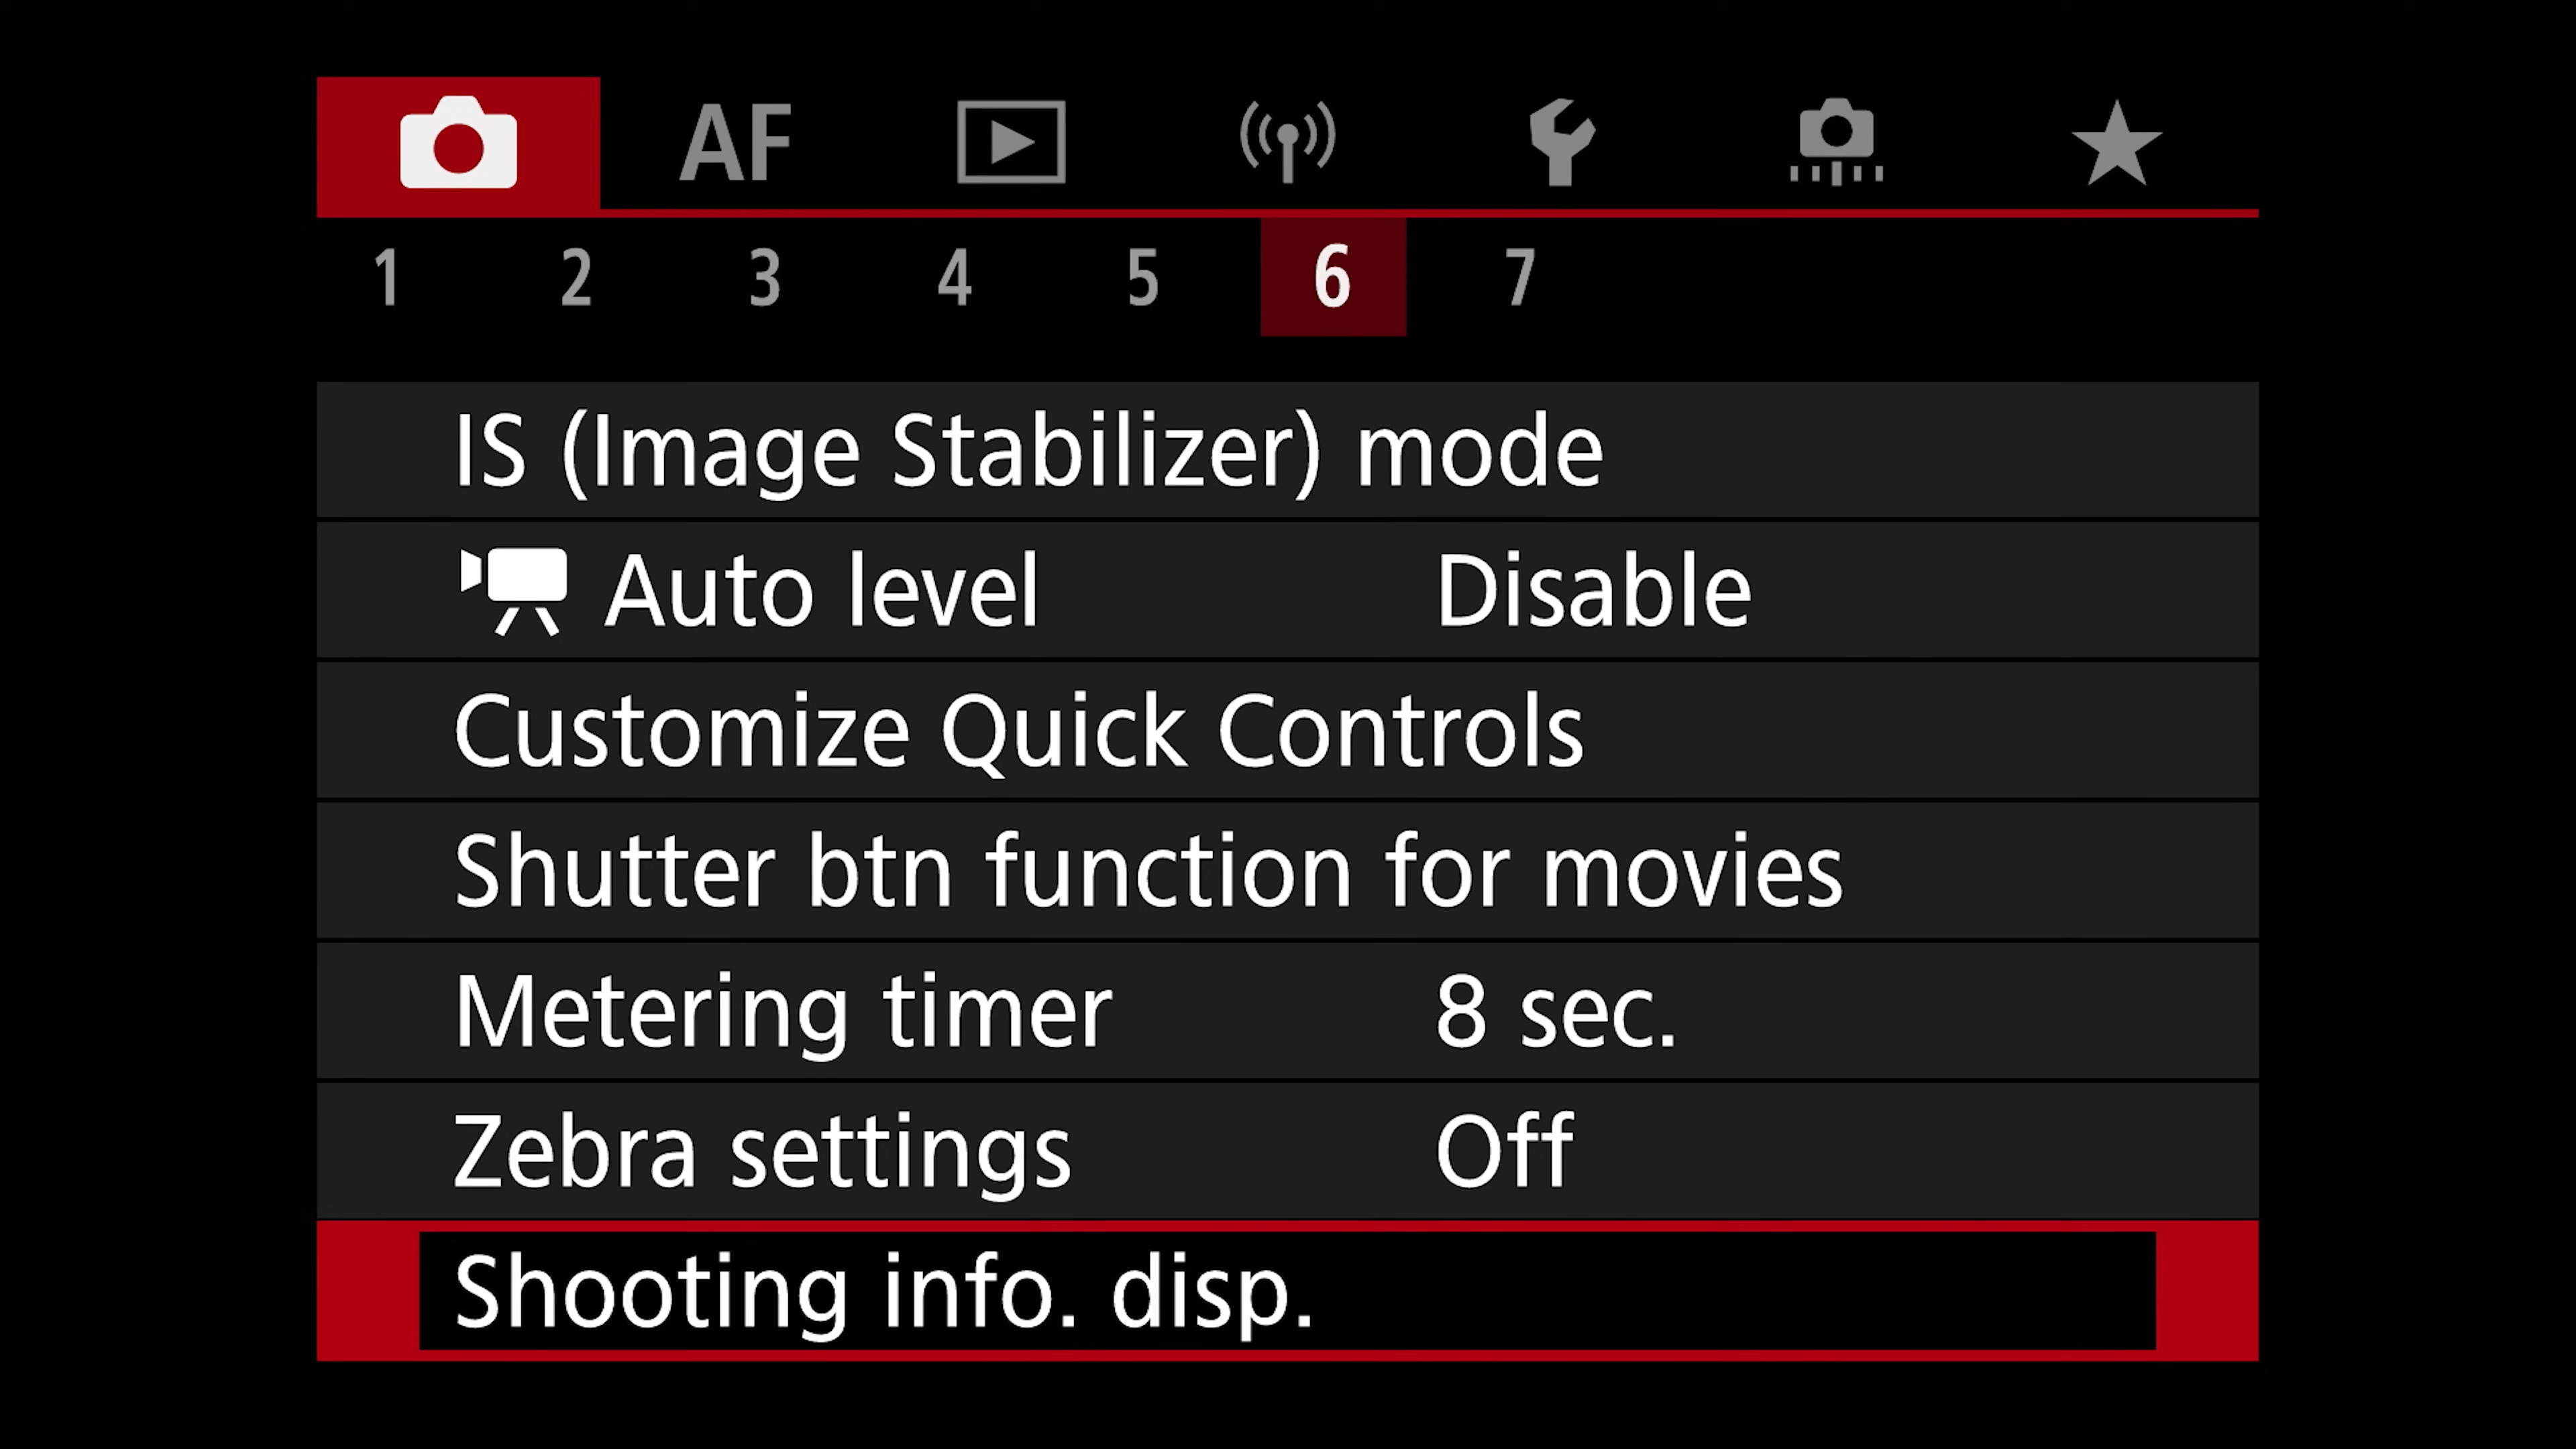 AF
1 2 3 4 5 6 7
IS (Image Stabilizer) mode
Auto level Disable
Customize Quick Controls
Shutter btn function for movies
Metering timer 8 sec.
Zebra settings Off
Shooting info. disp.